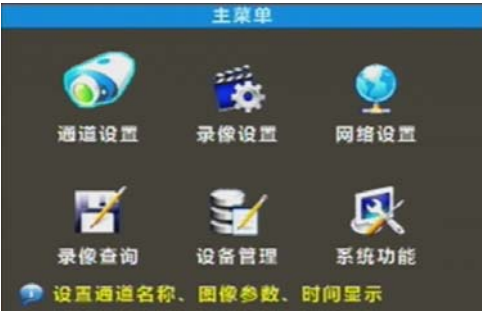 主菜单
通道设置 录像设置 网络设置
录像查询 设备管理 系统功能
设置通道名称、图像参数、时间显示